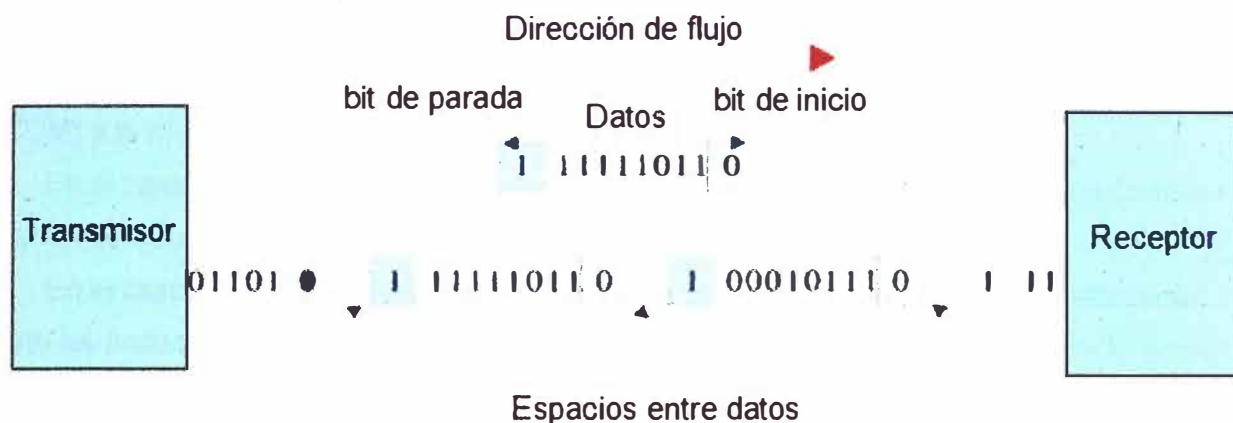 Dirección de flujo
bit de parada
Datos
bit de inicio
1 11111011 0
Transmisor
Receptor
01101 0 1 11111011 0 1 00010111 0 1 11
Espacios entre datos